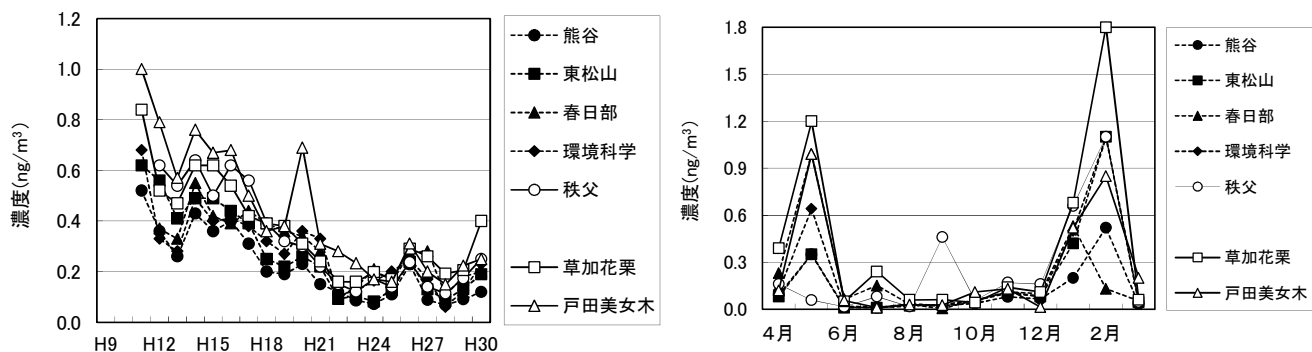 濃度(ng/m³)
1.2
1.0
0.8
0.6
0.4
0.2
0.0
H9 H12 H15 H18 H21 H24 H27 H30
熊谷
東松山
春日部
環境科学
秩父
草加花栗
戸田美女木
濃度(ng/m³)
1.8
1.5
1.2
0.9
0.6
0.3
0.0
4月 6月 8月 10月 12月 2月
熊谷
東松山
春日部
環境科学
秩父
草加花栗
戸田美女木